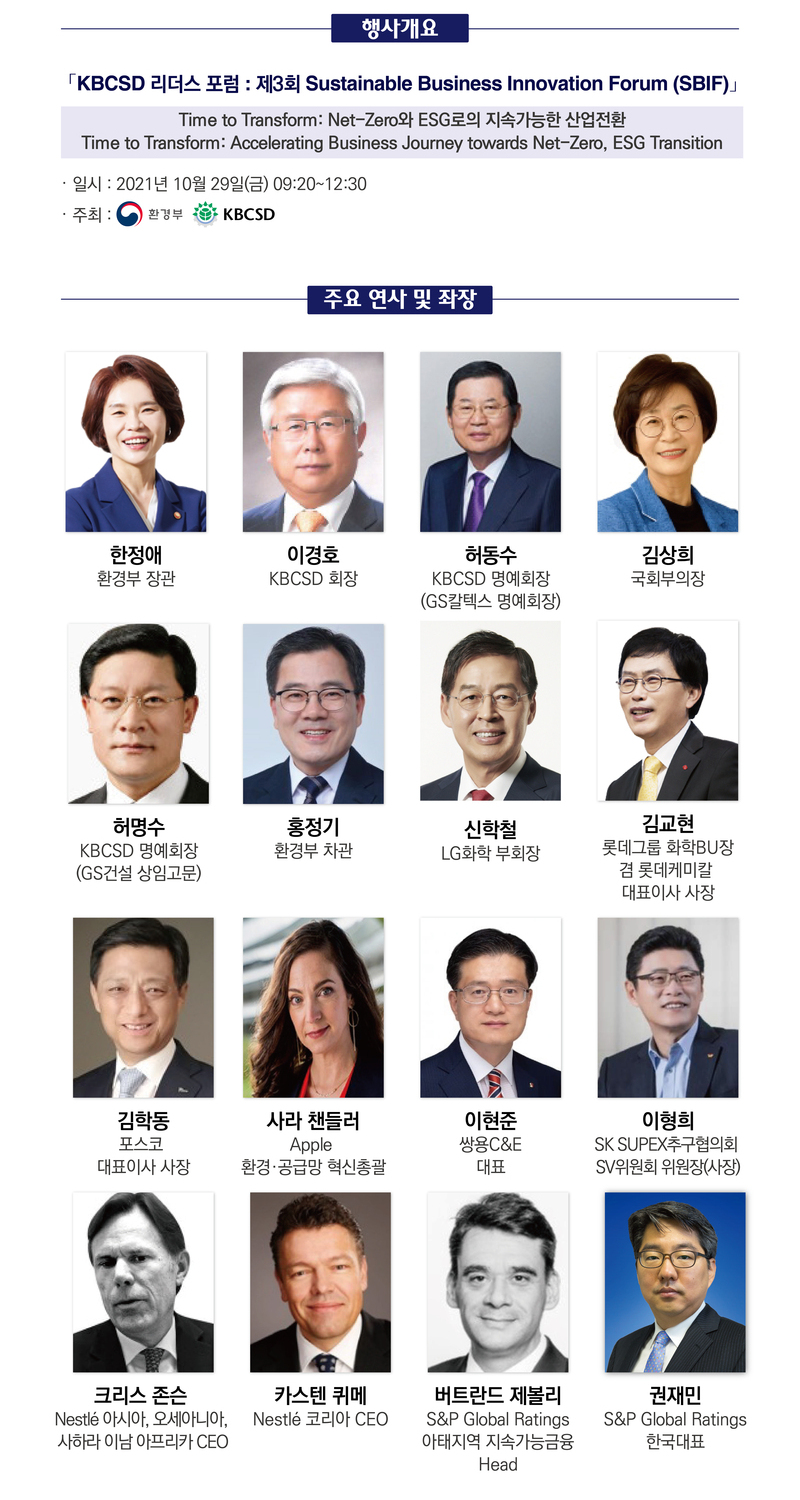 행사개요
「KBCSD 리더스 포럼 : 제3회 Sustainable Business Innovation Forum (SBIF)」
Time to Transform: Net-Zero와 ESG로의 지속가능한 산업전환
Time to Transform: Accelerating Business Journey towards Net-Zero, ESG Transition
· 일시 : 2021년 10월 29일(금) 09:20~12:30
· 주최 : 환경부 KBCSD
주요 연사 및 좌장
한정애
환경부 장관
이경호
KBCSD 회장
허동수
KBCSD 명예회장
(GS칼텍스 명예회장)
김상희
국회부의장
허명수
KBCSD 명예회장
(GS건설 상임고문)
홍정기
환경부 차관
신학철
LG화학 부회장
김교현
롯데그룹 화학BU장
겸 롯데케미칼
대표이사 사장
김학동
포스코
대표이사 사장
사라 챈들러
Apple
환경·공급망 혁신총괄
이현준
쌍용C&E
대표
이형희
SK SUPEX추구협의회
SV위원회 위원장(사장)
크리스 존슨
Nestlé 아시아, 오세아니아,
사하라 이남 아프리카 CEO
카스텐 퀴메
Nestlé 코리아 CEO
버트란드 제볼리
S&P Global Ratings
아태지역 지속가능금융
Head
권재민
S&P Global Ratings
한국대표